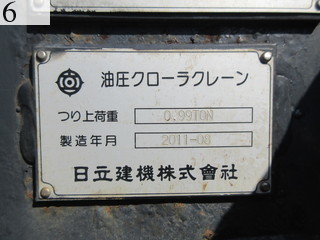 6
油圧クローラクレーン
つり上荷重 0.99TON
製造年月 2011-08
日立建機株式會社